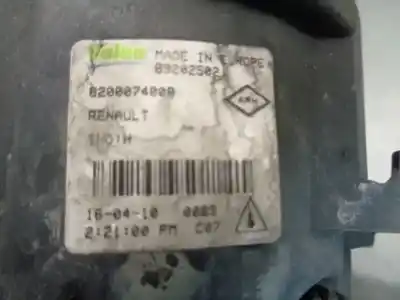 Valeo
MADE IN EUROPE
89202502
8200074008
RENAULT
16-04-10
2:21:00 PM C07